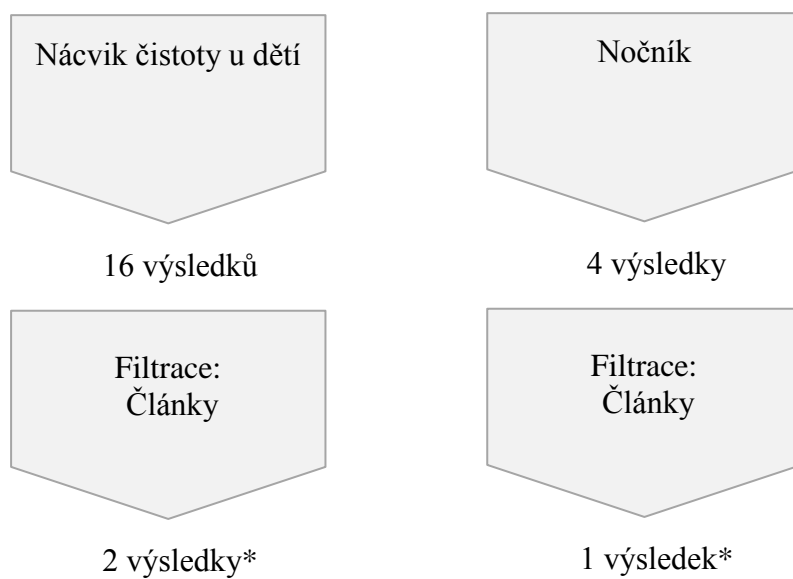 Nácvik čistoty u dětí
16 výsledků
Filtrace:
Články
2 výsledky*
Nočník
4 výsledky
Filtrace:
Články
1 výsledek*